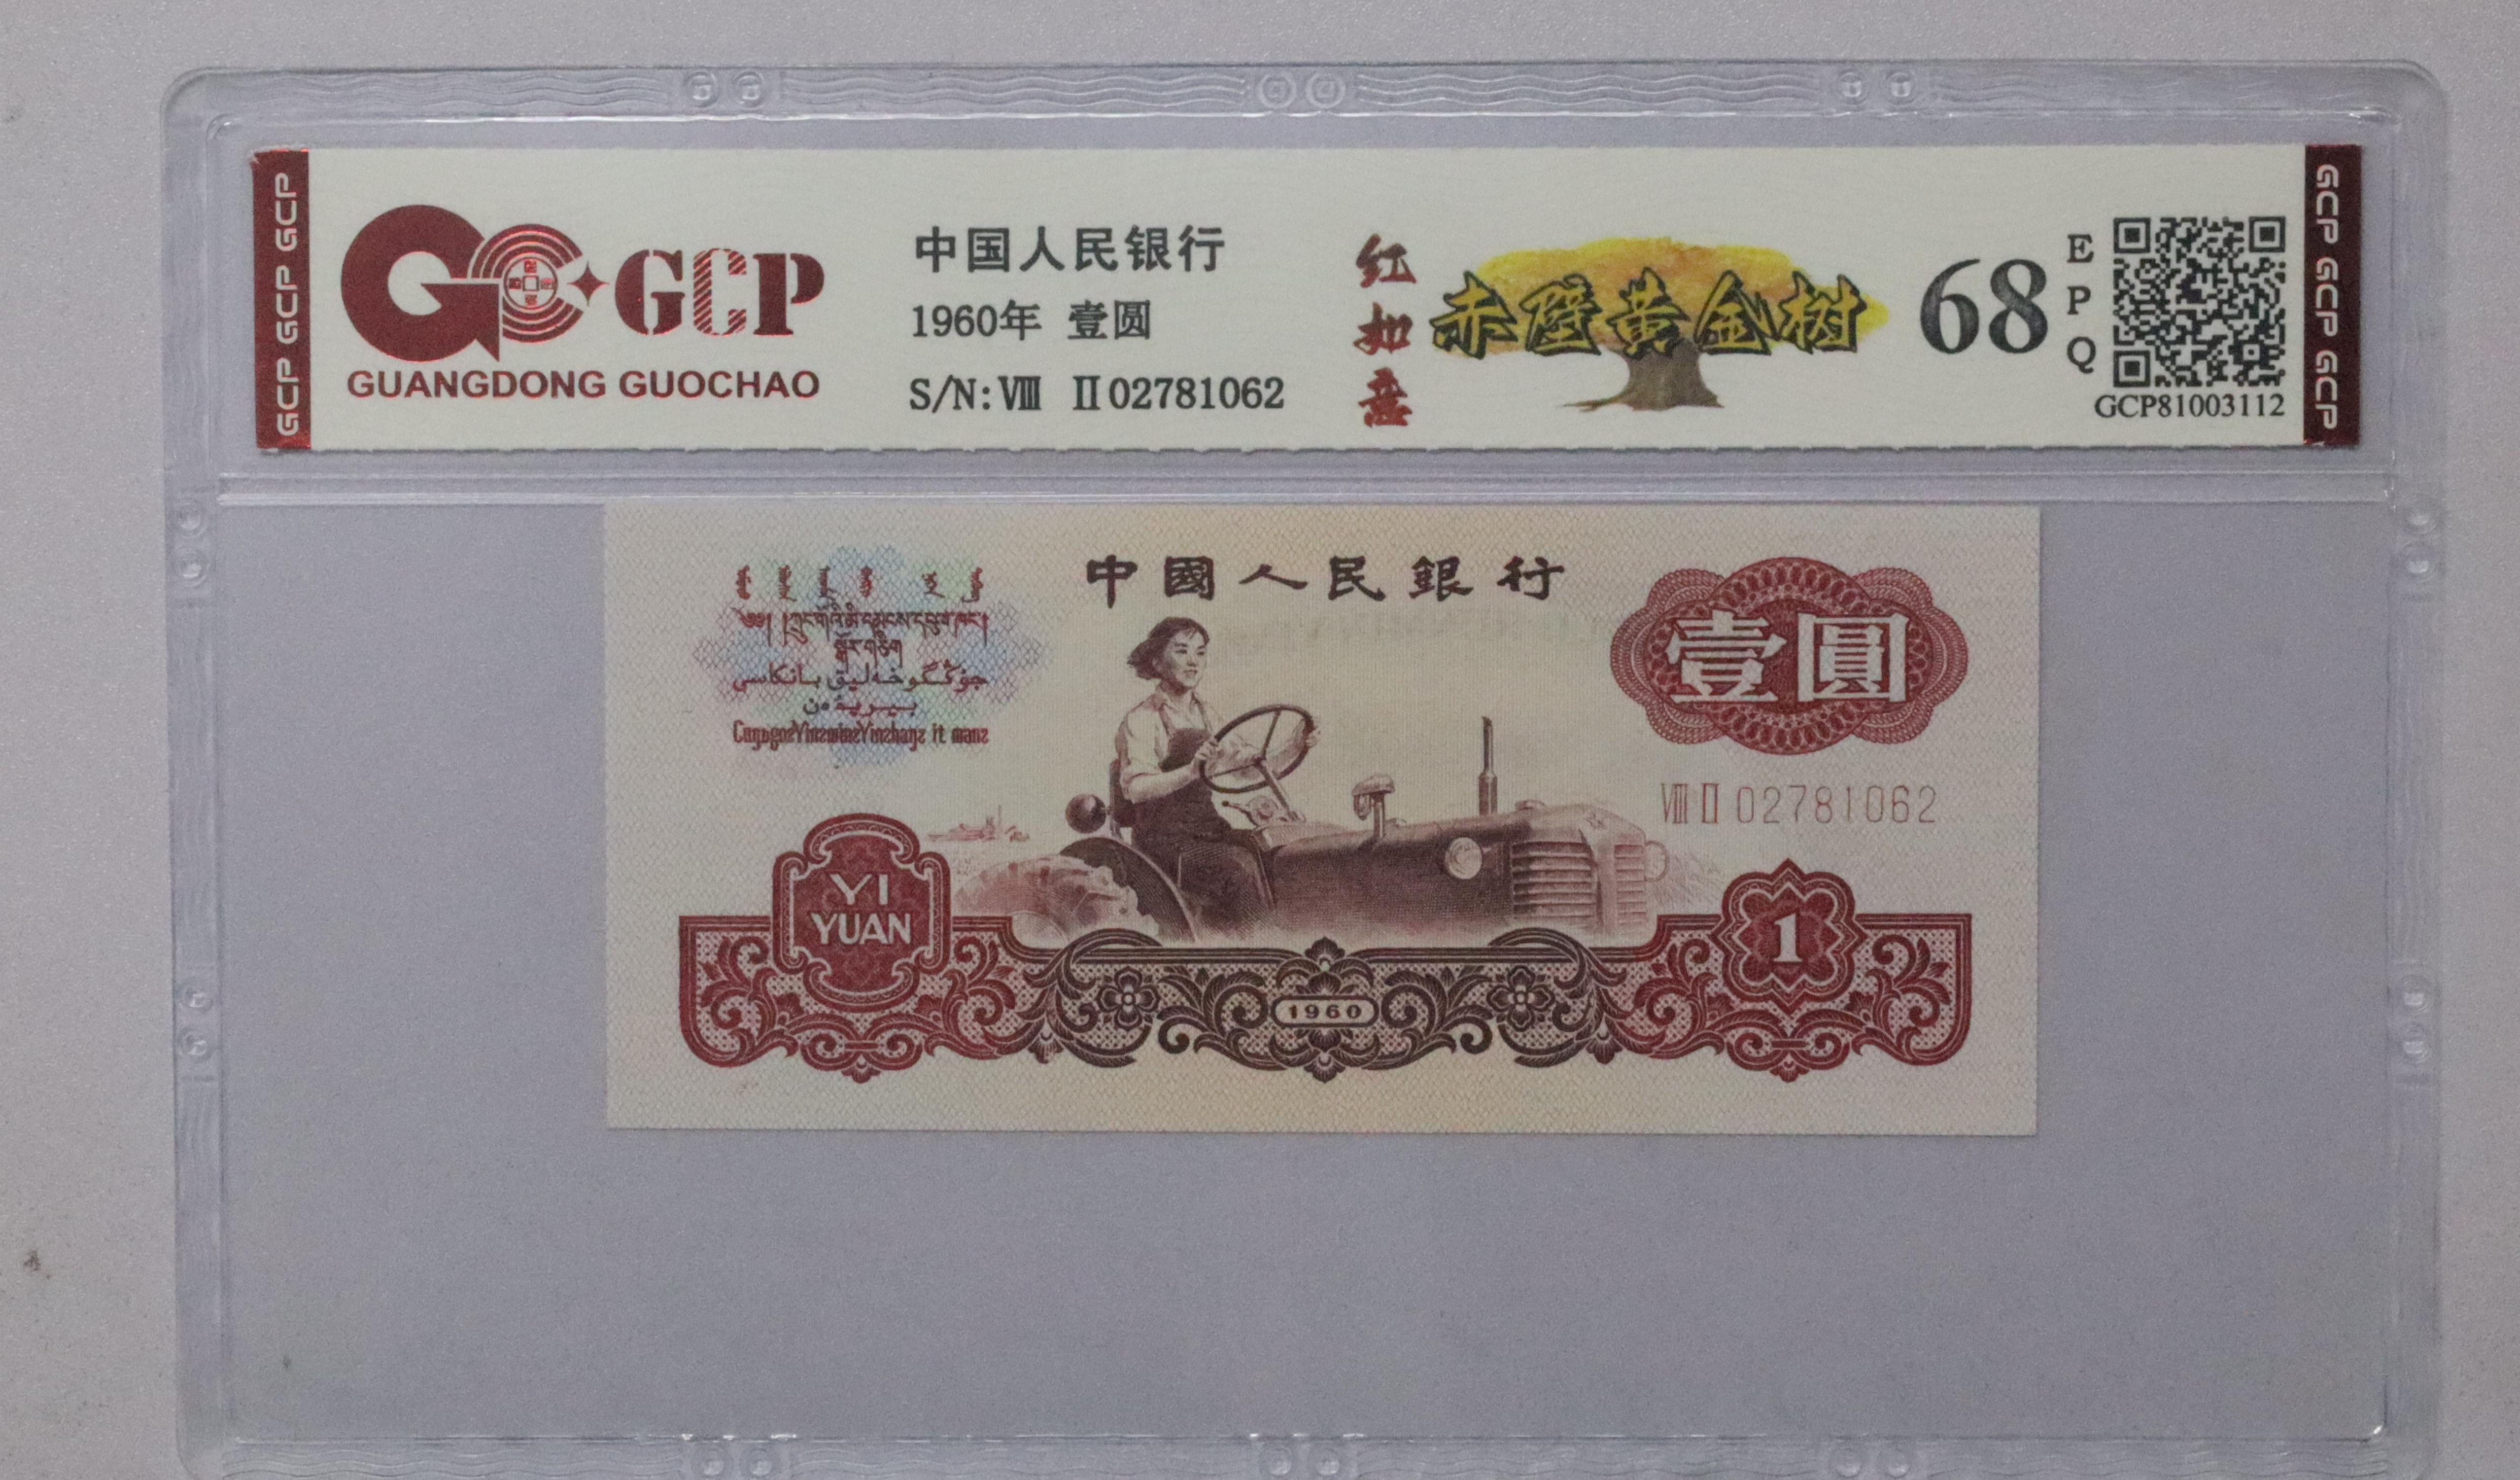 GCP GCP GCP
GCP
GUANGDONG GUOCHAO
中国人民银行
1960年 壹圆
S/N: Ⅷ Ⅱ 02781062
红如意
赤壁黄金树
68
EPQ
GCP81003112
GCP GCP GCP
中國人民銀行
壹圓
ⅧⅡ 02781062
YI
YUAN
1
1960